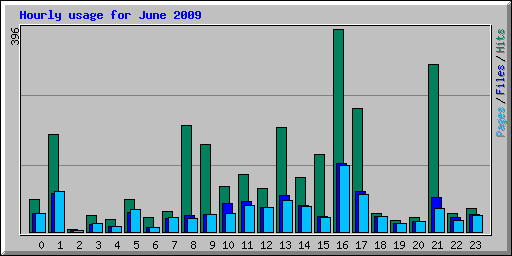 Hourly usage for June 2009
396
Pages/Files/Hits
0 1 2 3 4 5 6 7 8 9 10 11 12 13 14 15 16 17 18 19 20 21 22 23